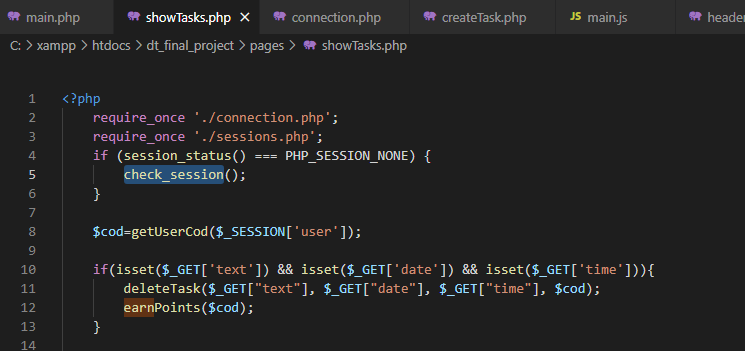 main.php showTasks.php × connection.php createTask.php JS main.js header
C: > xampp > htdocs > dt_final_project > pages > showTasks.php
1 <?php
2 require_once './connection.php';
3 require_once './sessions.php';
4 if (session_status() === PHP_SESSION_NONE) {
5 check_session();
6 }
7
8 $cod=getUserCod($_SESSION['user']);
9
10 if(isset($_GET['text']) && isset($_GET['date']) && isset($_GET['time'])){
11 deleteTask($_GET["text"], $_GET["date"], $_GET["time"], $cod);
12 earnPoints($cod);
13 }
14